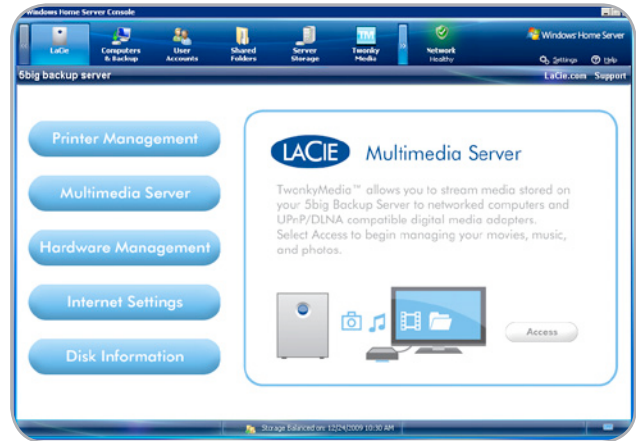 Windows Home Server Console
LaCie
Computers & Backup
User Accounts
Shared Folders
Server Storage
TM
Twonky Media
Network
Healthy
Windows Home Server
Settings
Help
5big backup server
LaCie.com Support
Printer Management
Multimedia Server
Hardware Management
Internet Settings
Disk Information
LACIE Multimedia Server
TwonkyMedia™ allows you to stream media stored on
your 5big Backup Server to networked computers and
UPnP/DLNA compatible digital media adapters.
Select Access to begin managing your movies, music,
and photos.
Access
Storage Balanced on: 12/24/2009 10:30 AM